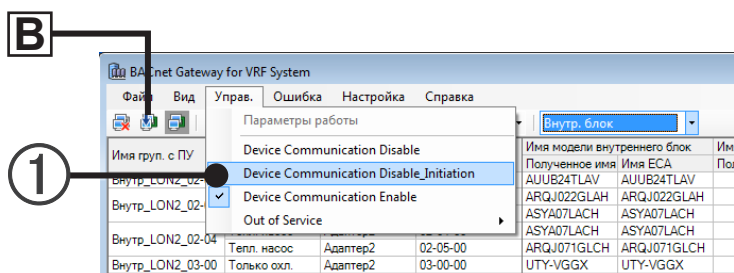 B
BACnet Gateway for VRF System
Файл Вид Управ. Ошибка Настройка Справка
Параметры работы
Внутр. блок
Device Communication Disable
Имя модели внутреннего блок
Имя груп. с ПУ
Полученное имя Имя ECA
1
Device Communication Disable_Initiation
AUUB24TLAV AUUB24TLAV
Device Communication Enable
ARQJ022GLAH ARQJ022GLAH
ASYA07LACH ASYA07LACH
Out of Service
ASYA07LACH ASYA07LACH
Внутр_LON2_02-04
Тепл. насос Адаптер2 02-05-00 ARQJ071GLCH ARQJ071GLCH
Внутр_LON2_03-00 Только охл. Адаптер2 03-00-00 UTY-VGGX UTY-VGGX